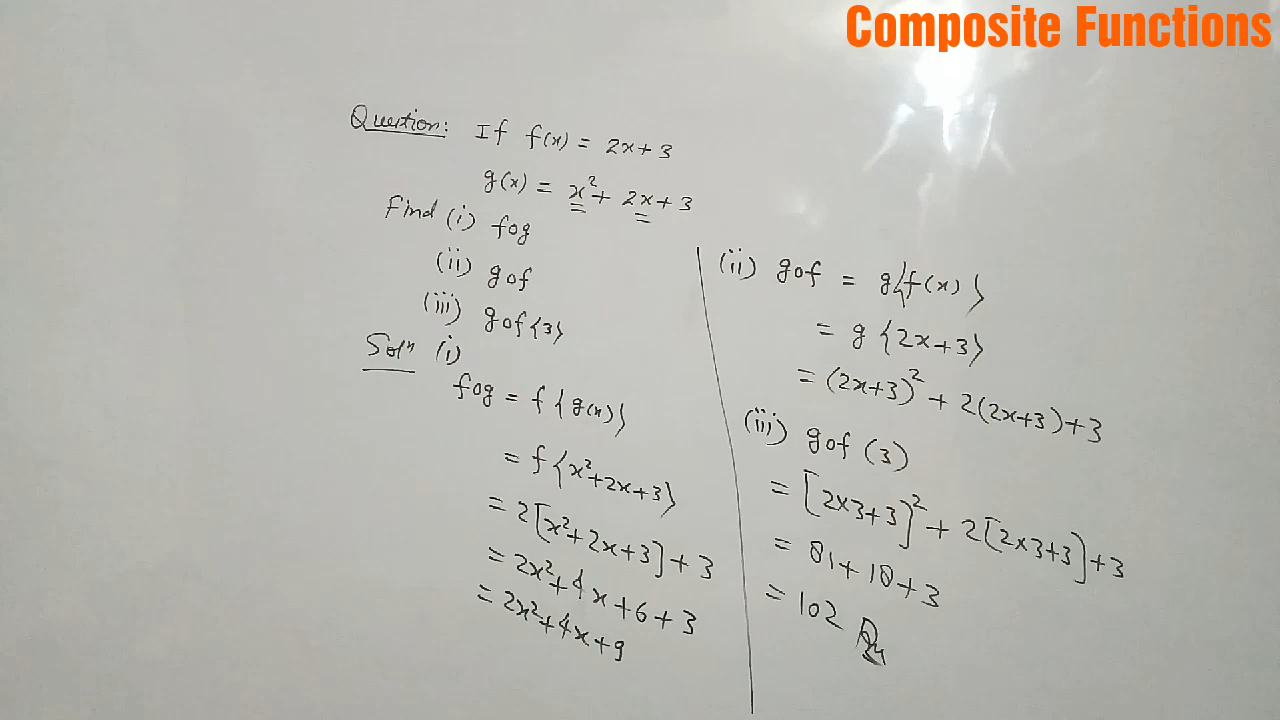 Composite Functions
Question: If f(x) = 2x+3
g(x) = x²+ 2x+3
Find (i) fog
(ii) gof
(iii) gof{3}
Solⁿ (i)
fog = f{g(x)}
= f{x²+2x+3}
= 2[x²+2x+3]+3
= 2x²+4x+6+3
= 2x²+4x+9
(ii) gof = g{f(x)}
= g{2x+3}
= (2x+3)²+2(2x+3)+3
(iii) gof (3)
= [2×3+3]²+2[2×3+3]+3
= 81+18+3
= 102